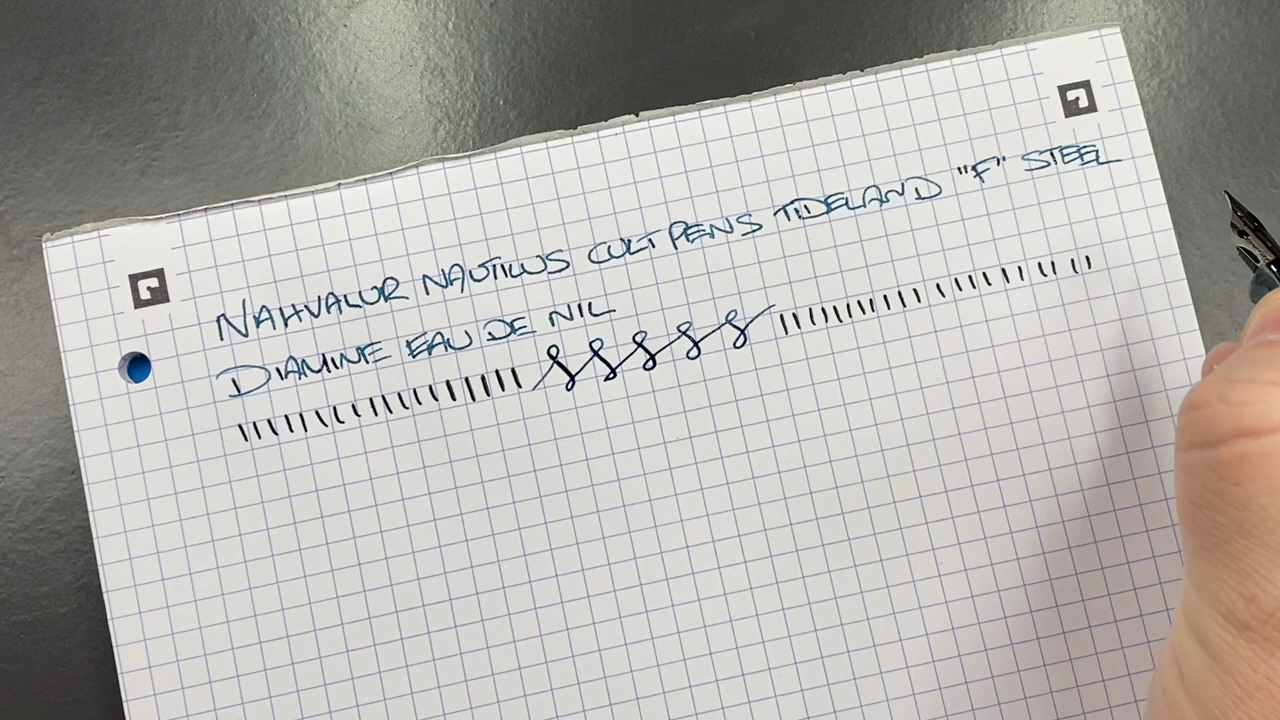 NAHVALUR NAUTILUS CULT PENS TIDELAND "F" STEEL
DIAMINE EAU DE NIL